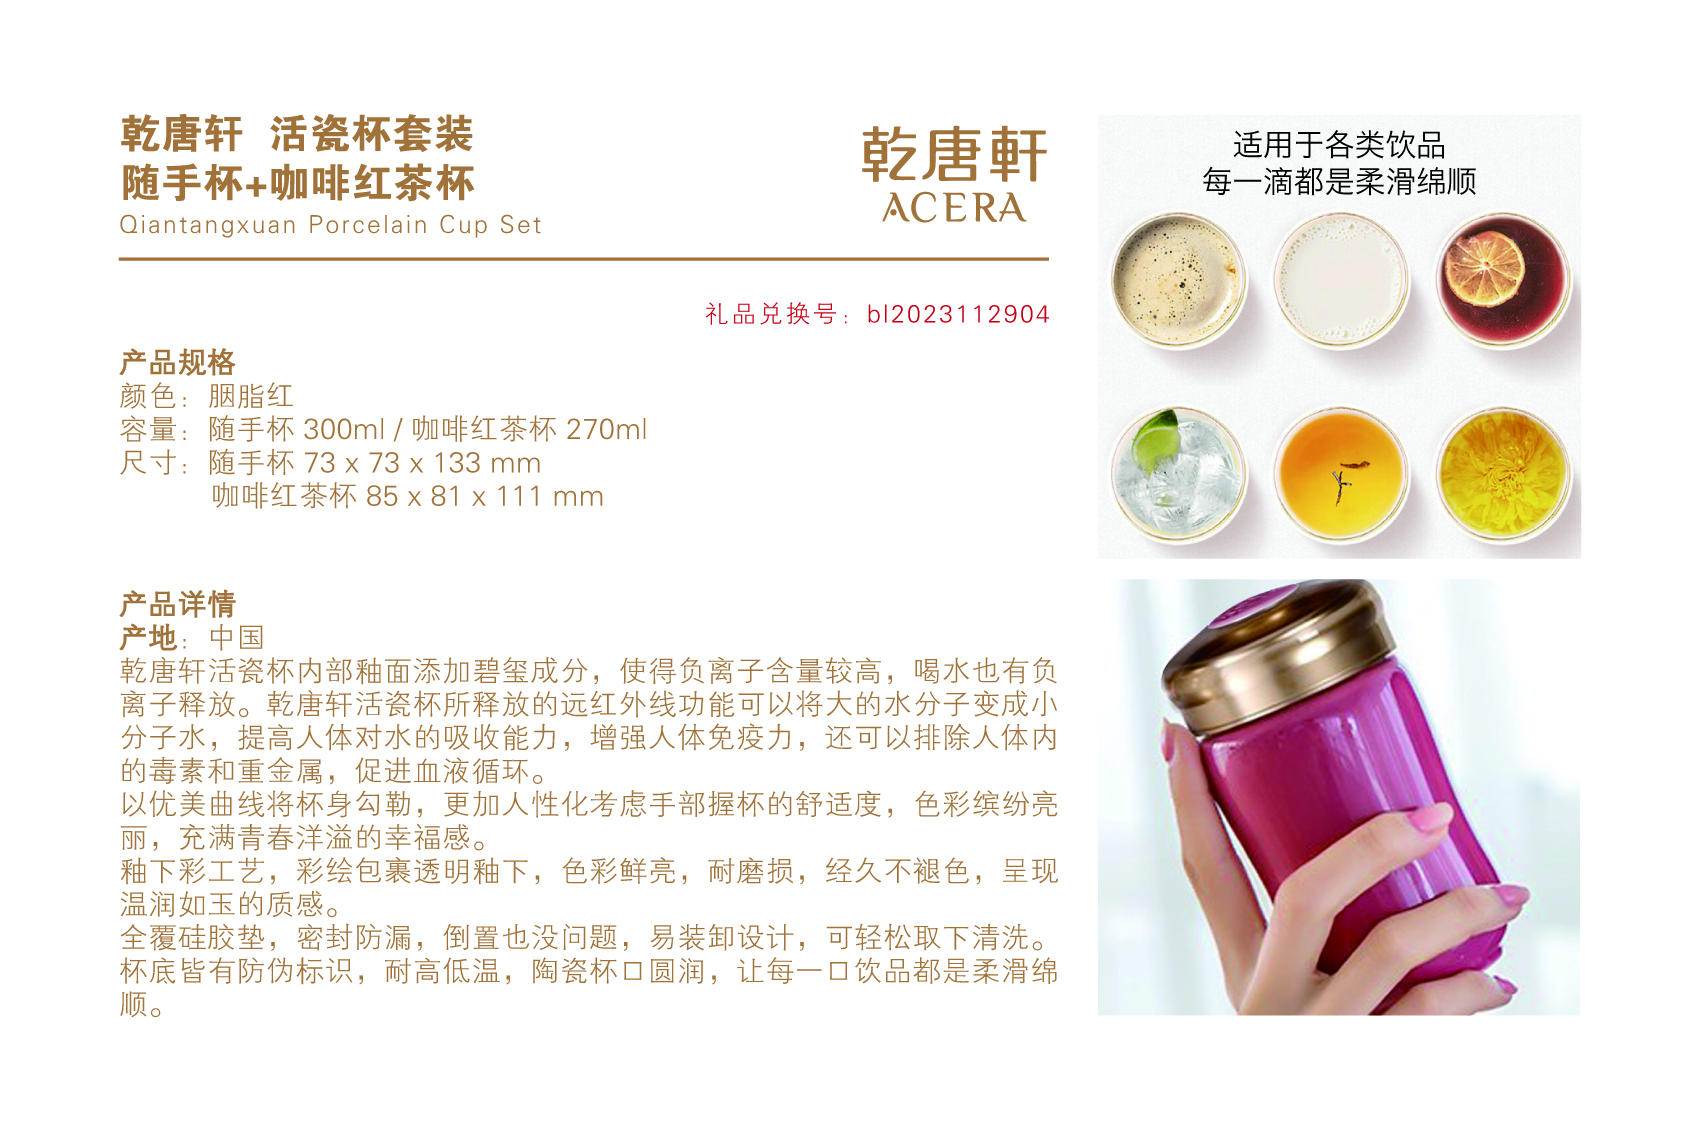 乾唐轩 活瓷杯套装
随手杯+咖啡红茶杯
Qiantangxuan Porcelain Cup Set
乾唐軒
ACERA
礼品兑换号：bl2023112904
产品规格
颜色：胭脂红
容量：随手杯 300ml / 咖啡红茶杯 270ml
尺寸：随手杯 73 x 73 x 133 mm
咖啡红茶杯 85 x 81 x 111 mm
产品详情
产地：中国
乾唐轩活瓷杯内部釉面添加碧玺成分，使得负离子含量较高，喝水也有负
离子释放。乾唐轩活瓷杯所释放的远红外线功能可以将大的水分子变成小
分子水，提高人体对水的吸收能力，增强人体免疫力，还可以排除人体内
的毒素和重金属，促进血液循环。
以优美曲线将杯身勾勒，更加人性化考虑手部握杯的舒适度，色彩缤纷亮
丽，充满青春洋溢的幸福感。
釉下彩工艺，彩绘包裹透明釉下，色彩鲜亮，耐磨损，经久不褪色，呈现
温润如玉的质感。
全覆硅胶垫，密封防漏，倒置也没问题，易装卸设计，可轻松取下清洗。
杯底皆有防伪标识，耐高低温，陶瓷杯口圆润，让每一口饮品都是柔滑绵
顺。
适用于各类饮品
每一滴都是柔滑绵顺